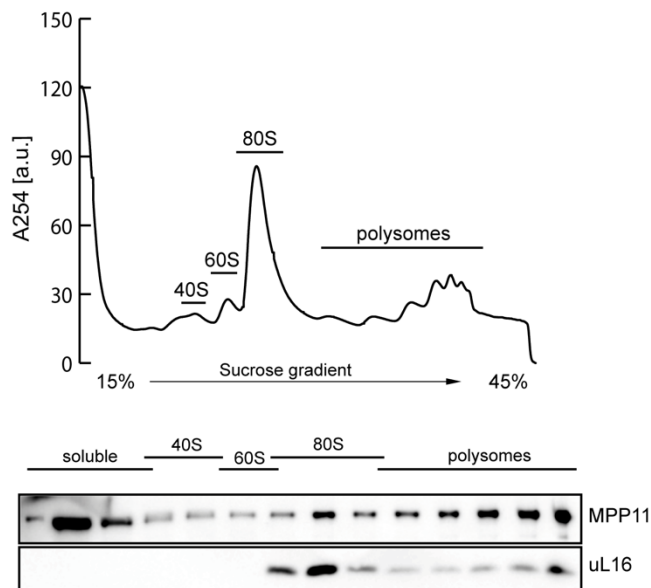 150
120
90
60
30
0
A254 [a.u.]
80S
60S
40S
polysomes
15%
Sucrose gradient
45%
soluble
40S
60S
80S
polysomes
MPP11
uL16